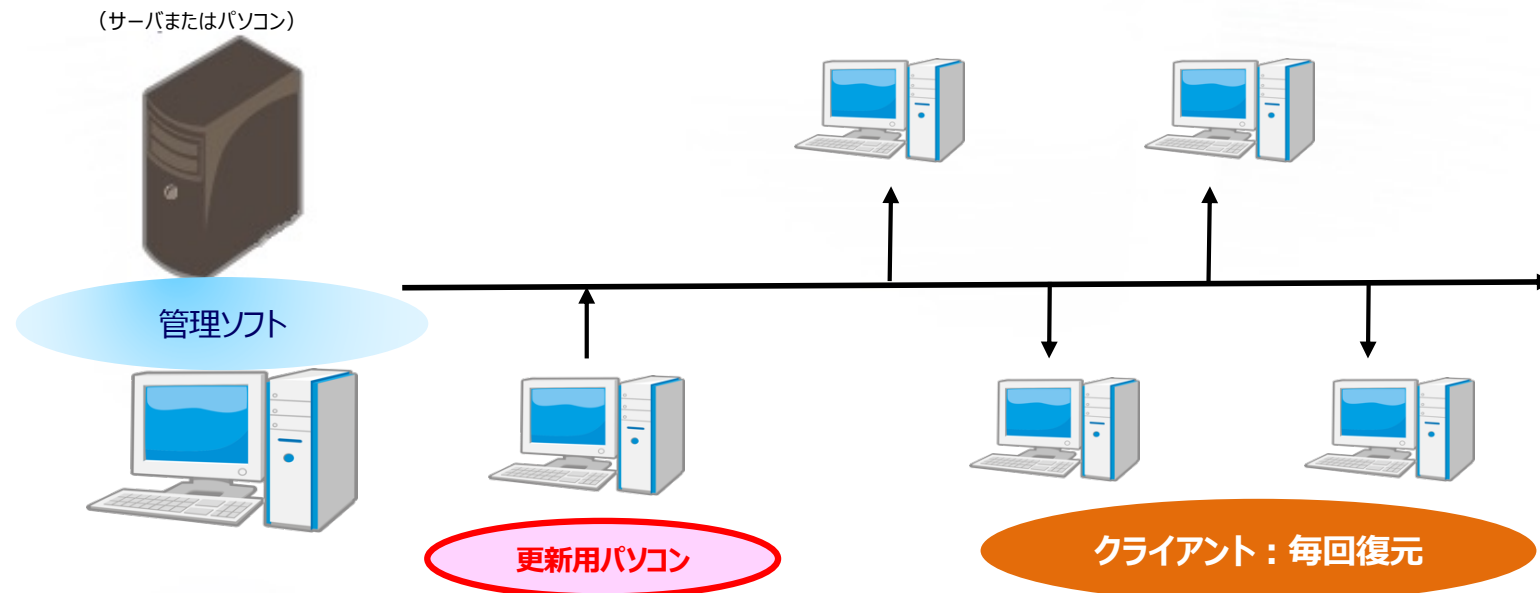 （サーバまたはパソコン）
管理ソフト
更新用パソコン
クライアント：毎回復元